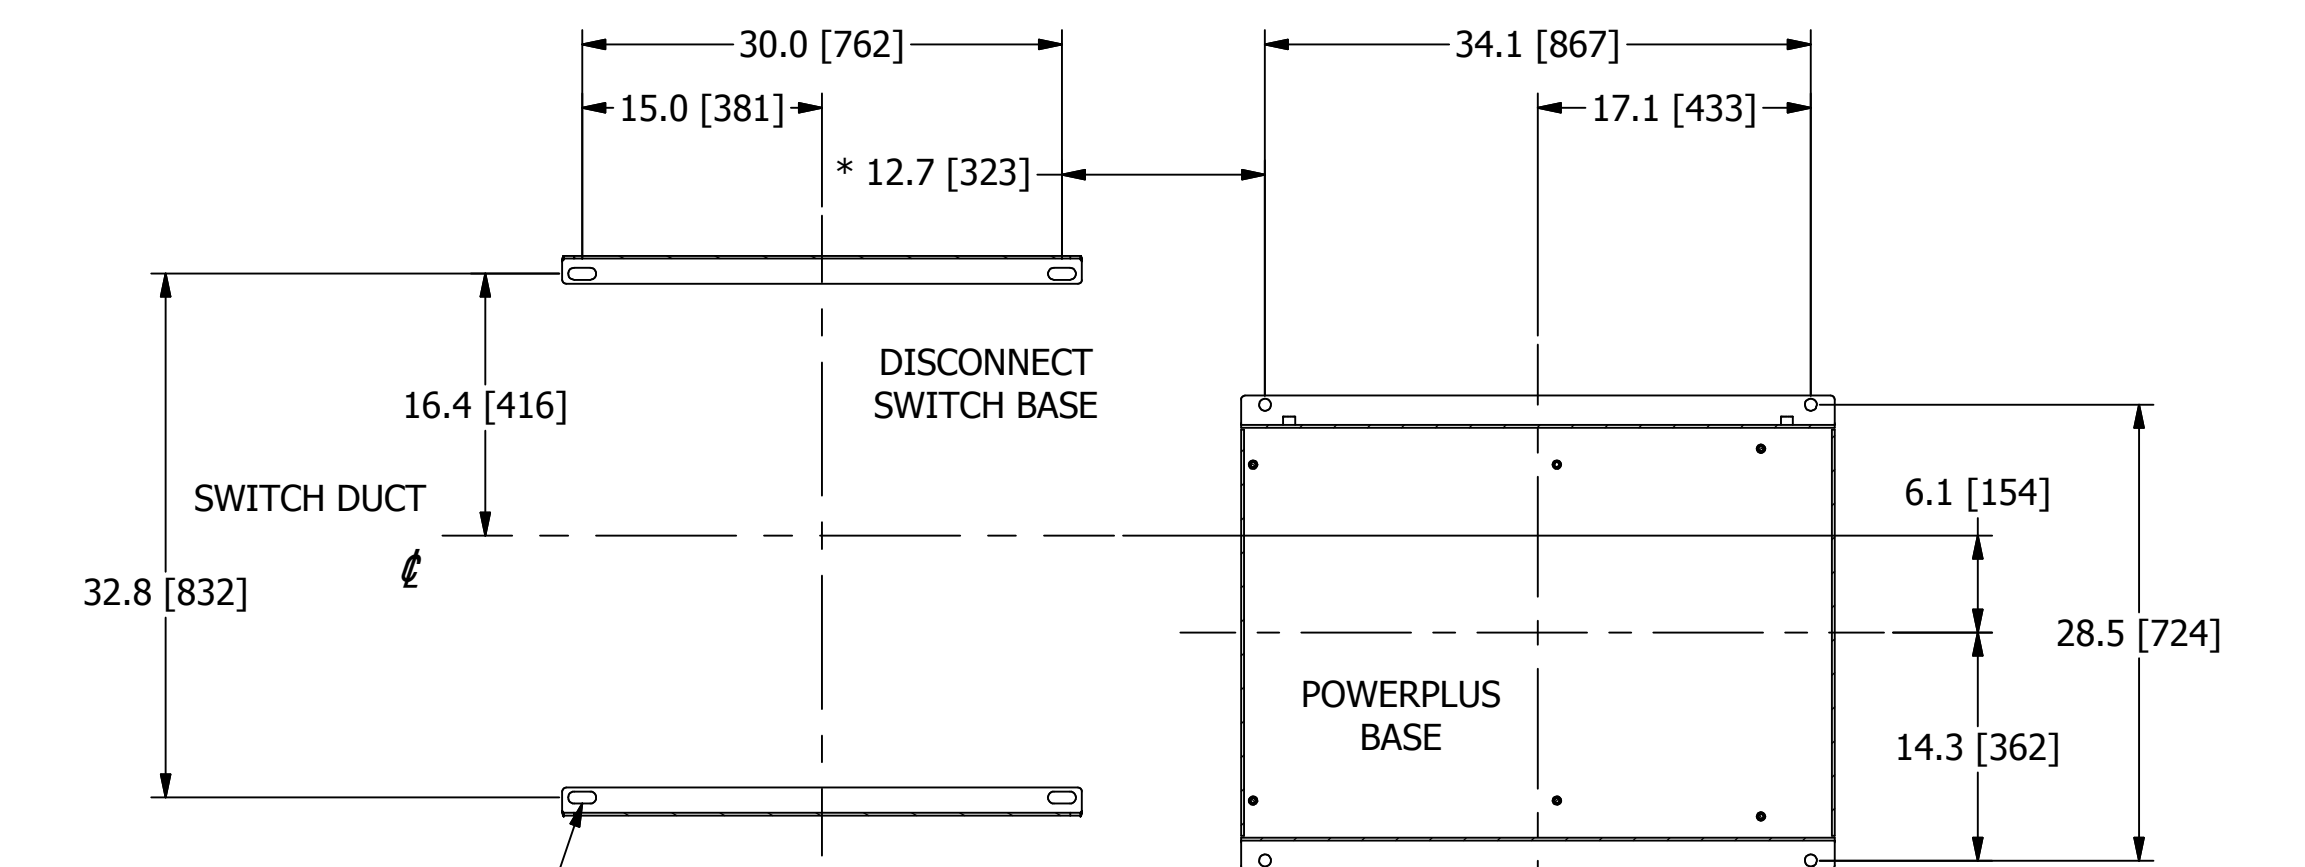 30.0 [762]
34.1 [867]
15.0 [381]
17.1 [433]
* 12.7 [323]
DISCONNECT
SWITCH BASE
16.4 [416]
SWITCH DUCT
6.1 [154]
℄
32.8 [832]
28.5 [724]
POWERPLUS
BASE
14.3 [362]